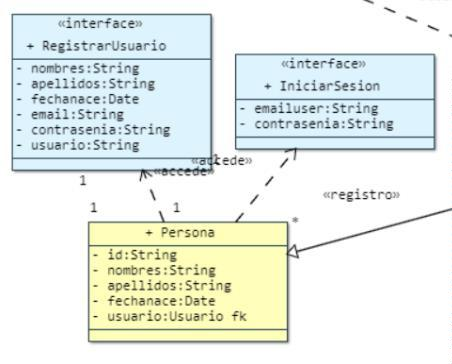 «interface»
+ RegistrarUsuario
- nombres:String
- apellidos:String
- fechanace:Date
- email:String
- contrasenia:String
- usuario:String
«interface»
+ IniciarSesion
- emailuser:String
- contrasenia:String
«accede»
«accede»
1
1
1
1
«registro»
*
+ Persona
- id:String
- nombres:String
- apellidos:String
- fechanace:Date
- usuario:Usuario fk